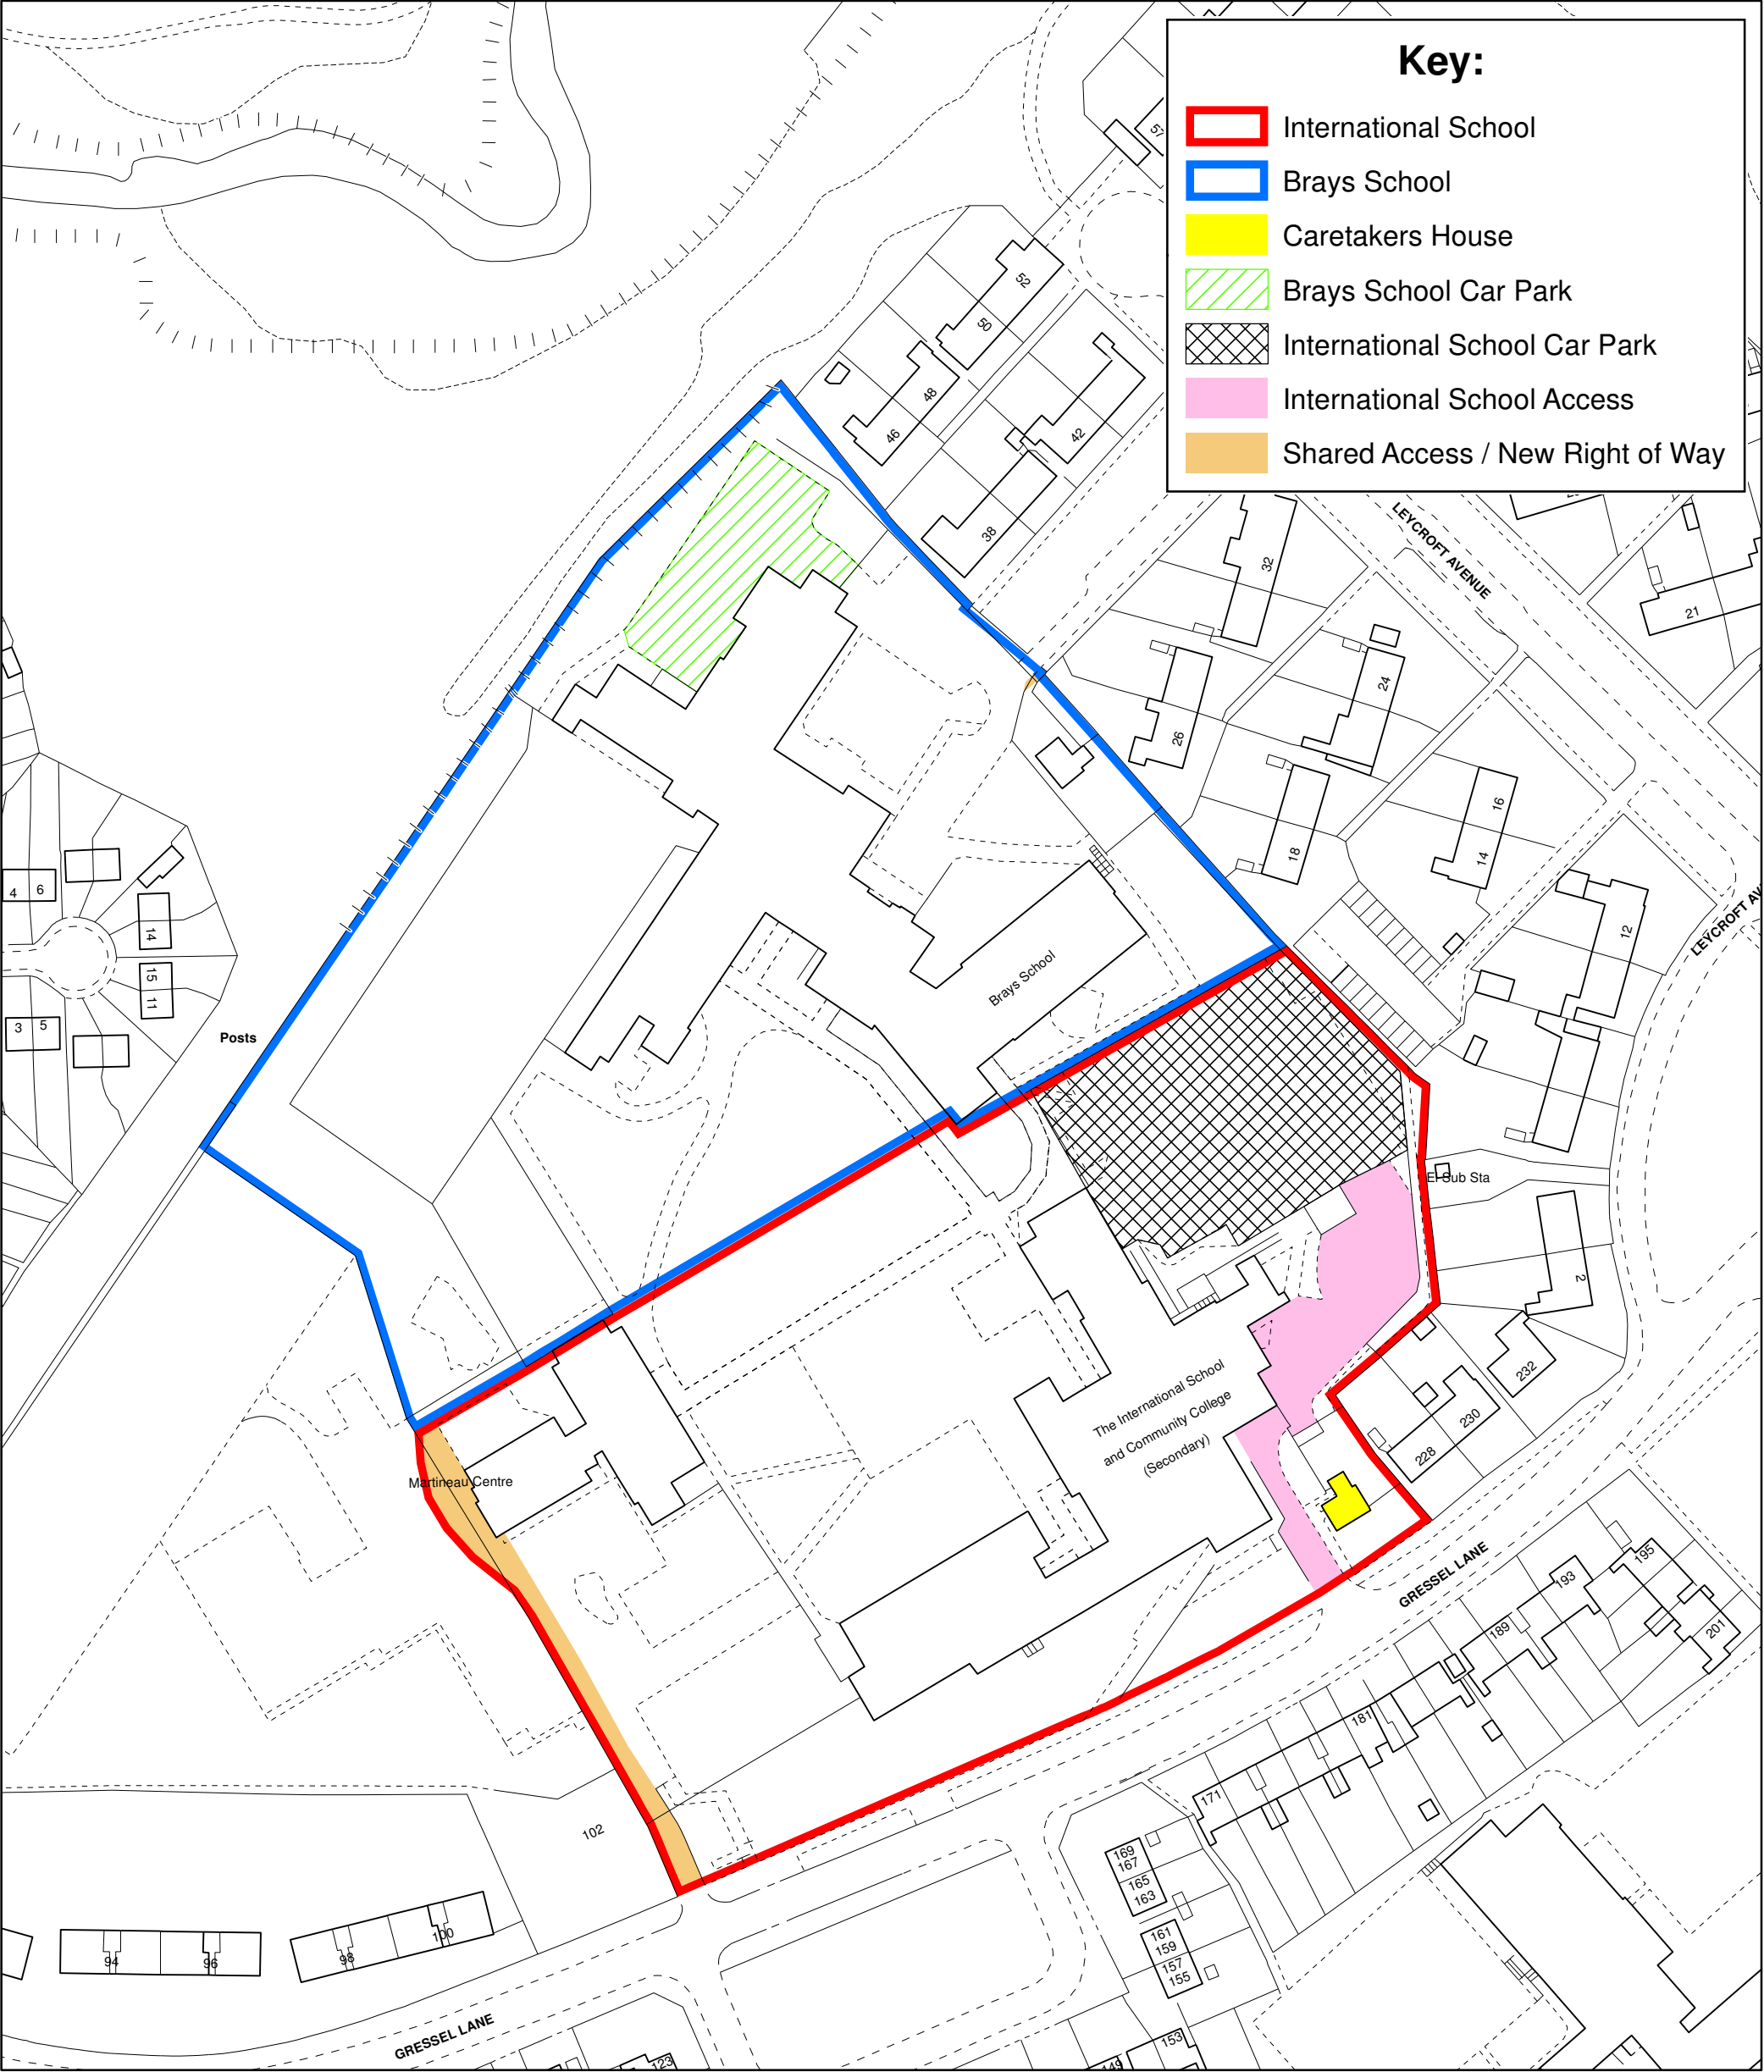 Key:
International School
Brays School
Caretakers House
Brays School Car Park
International School Car Park
International School Access
Shared Access / New Right of Way
57
52
50
48
46
42
38
32
LEYCROFT AVENUE
21
24
26
16
14
18
12
LEYCROFT AV
4
6
14
15
11
3
5
Posts
Brays School
El Sub Sta
2
The International School
and Community College
(Secondary)
232
230
228
Martineau Centre
GRESSEL LANE
195
193
189
201
181
171
102
169
167
165
163
161
159
157
155
153
149
94
96
98
100
GRESSEL LANE
123